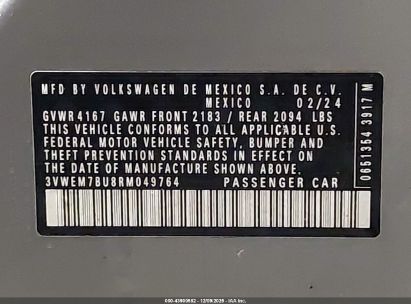 MFD BY VOLKSWAGEN DE MEXICO S.A. DE C.V.
MEXICO 02/24
GVWR 4167 GAWR FRONT 2183 / REAR 2094 LBS
THIS VEHICLE CONFORMS TO ALL APPLICABLE U.S.
FEDERAL MOTOR VEHICLE SAFETY, BUMPER AND
THEFT PREVENTION STANDARDS IN EFFECT ON
THE DATE OF MANUFACTURE SHOWN ABOVE.
3VWEM7BU8RM049764 PASSENGER CAR
0651354 3917 M